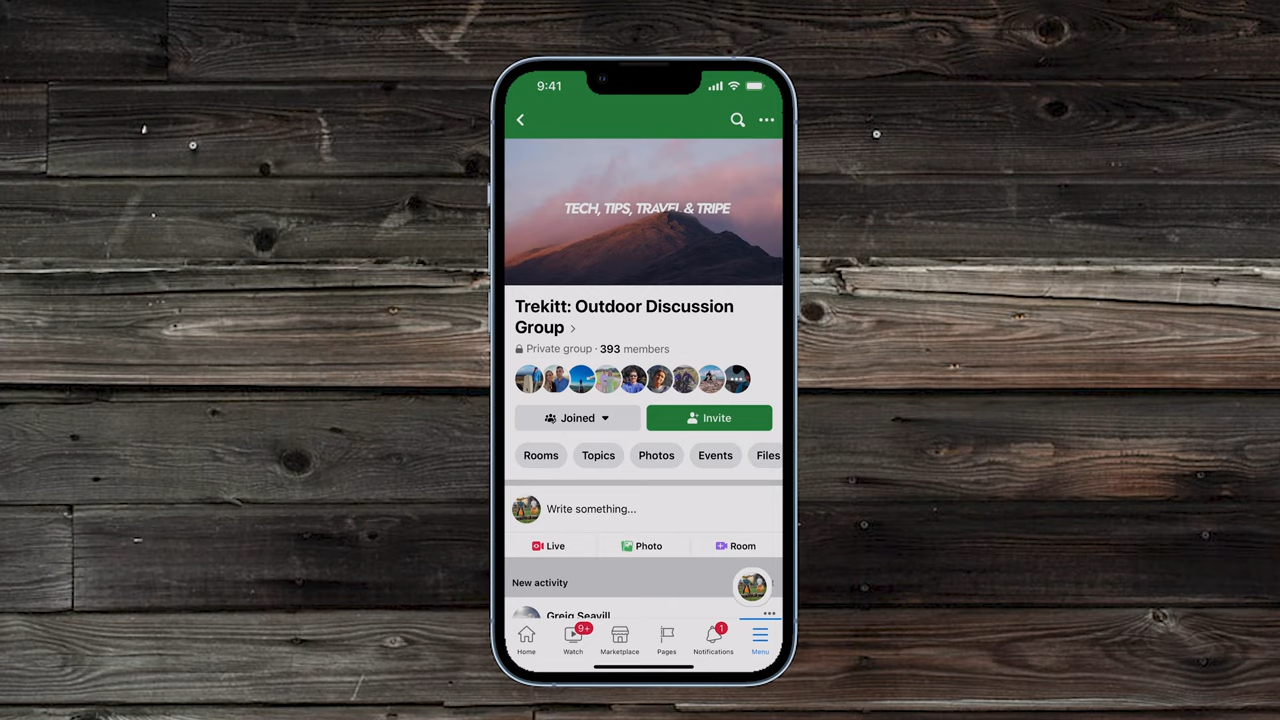 9:41
TECH, TIPS, TRAVEL & TRIPE
Trekitt: Outdoor Discussion
Group
Private group · 393 members
Joined
Invite
Rooms
Topics
Photos
Events
Files
Write something...
Live
Photo
Room
New activity
Greig Seavill
9+
1
Home
Watch
Marketplace
Pages
Notifications
Menu